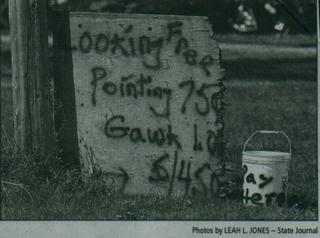 Looking Free
Pointing 75¢
Gawk
Pay
Here
Photos by LEAH L. JONES – State Journal